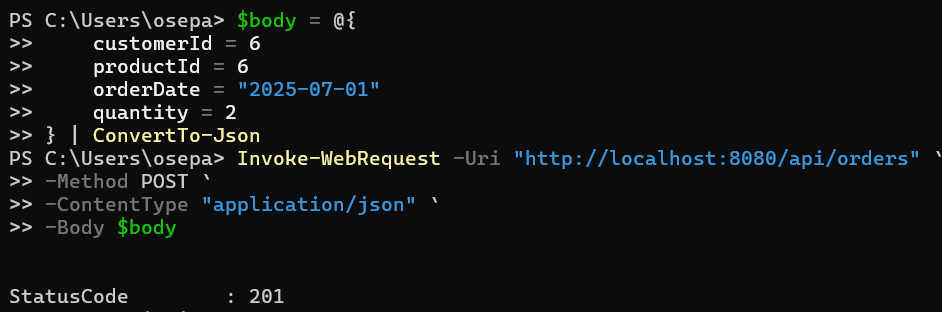 PS C:\Users\osepa> $body = @{
>>     customerId = 6
>>     productId = 6
>>     orderDate = "2025-07-01"
>>     quantity = 2
>> } | ConvertTo-Json
PS C:\Users\osepa> Invoke-WebRequest -Uri "http://localhost:8080/api/orders" `
>> -Method POST `
>> -ContentType "application/json" `
>> -Body $body
StatusCode        : 201